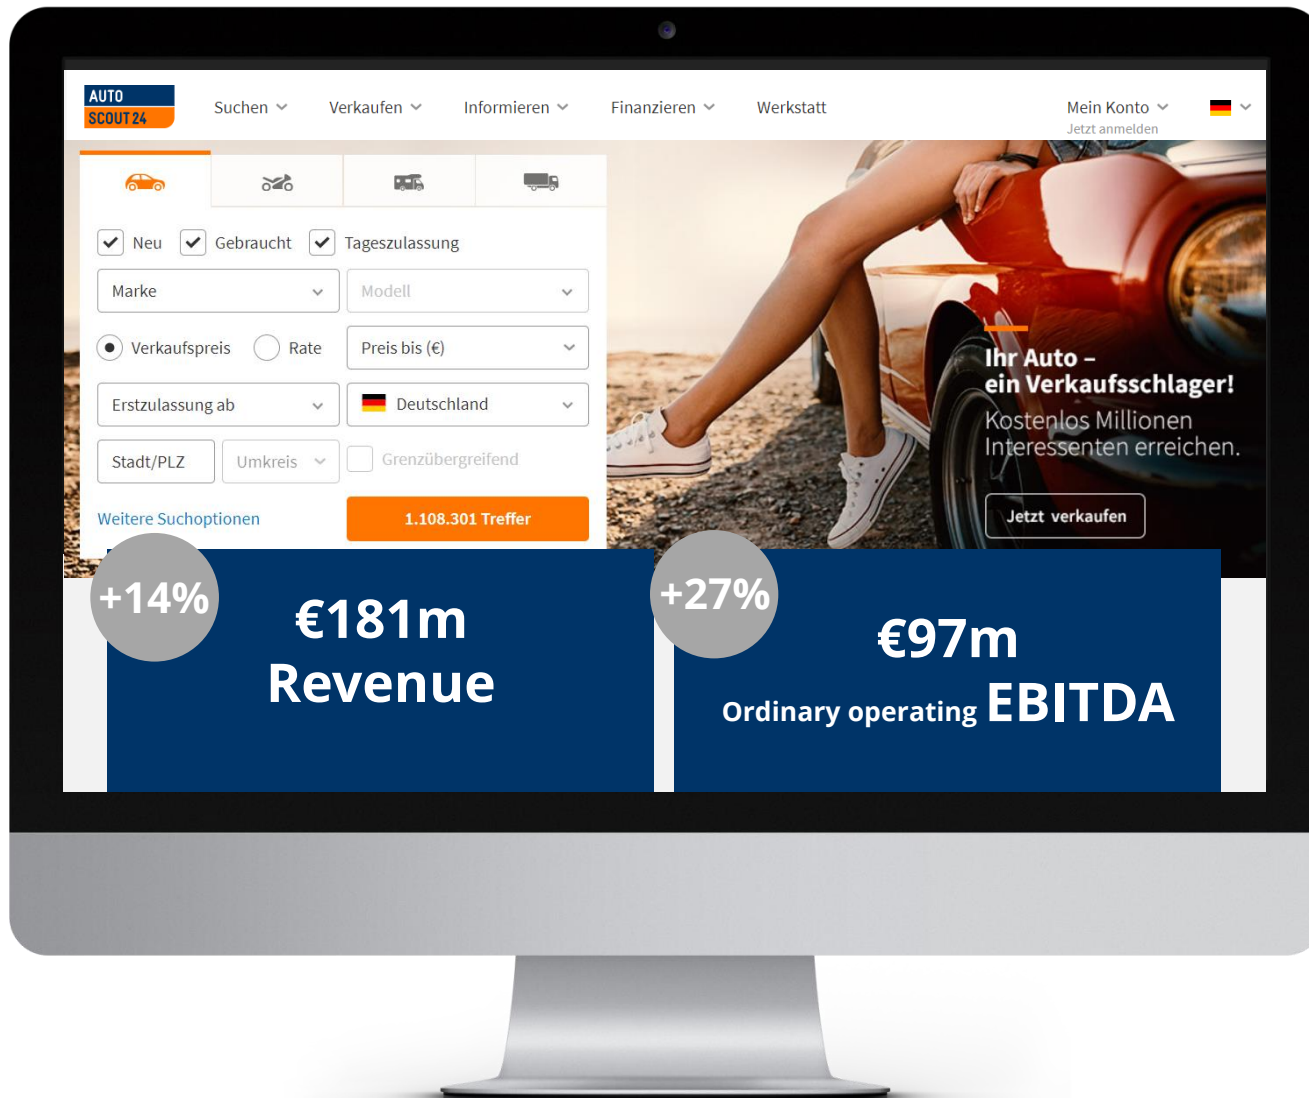 AUTO
SCOUT 24
Suchen
Verkaufen
Informieren
Finanzieren
Werkstatt
Mein Konto
Jetzt anmelden
Neu
Gebraucht
Tageszulassung
Marke
Modell
Verkaufspreis
Rate
Preis bis (€)
Erstzulassung ab
Deutschland
Stadt/PLZ
Umkreis
Grenzübergreifend
Weitere Suchoptionen
1.108.301 Treffer
Ihr Auto –
ein Verkaufsschlager!
Kostenlos Millionen
Interessenten erreichen.
Jetzt verkaufen
+14%
€181m
Revenue
+27%
€97m
Ordinary operating EBITDA